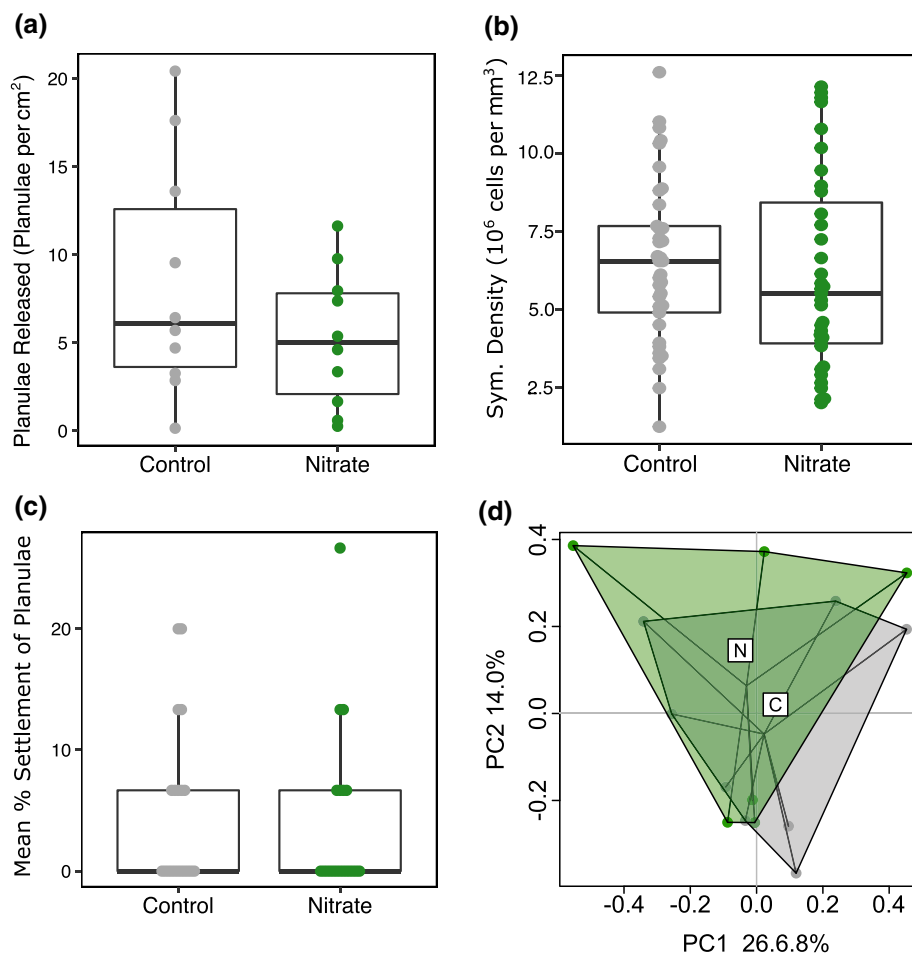 (a)
Planulae Released (Planulae per cm²)
20
15
10
5
0
Control Nitrate
(b)
Sym. Density (10⁶ cells per mm³)
12.5
10.0
7.5
5.0
2.5
Control Nitrate
(c)
Mean % Settlement of Planulae
20
10
0
Control Nitrate
(d)
PC2 14.0%
0.4
0.2
0.0
-0.2
N
C
-0.4 -0.2 0.0 0.2 0.4
PC1 26.6.8%